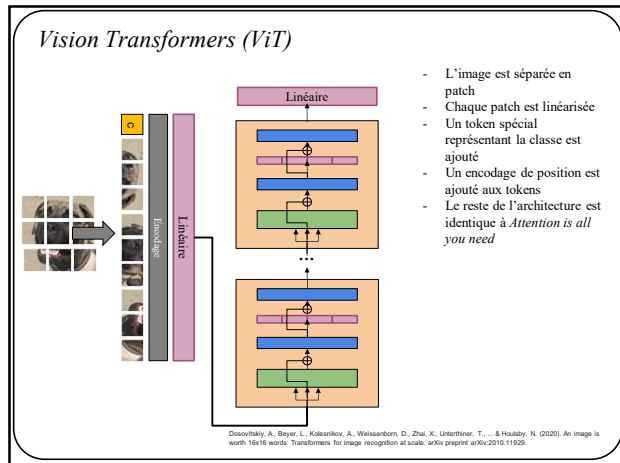 Vision Transformers (ViT)
Linéaire
C
Encodage
Linéaire
...
- L’image est séparée en
patch
- Chaque patch est linéarisée
- Un token spécial
représentant la classe est
ajouté
- Un encodage de position est
ajouté aux tokens
- Le reste de l’architecture est
identique à Attention is all
you need
Dosovitskiy, A., Beyer, L., Kolesnikov, A., Weissenborn, D., Zhai, X., Unterthiner, T., ... & Houlsby, N. (2020). An image is
worth 16x16 words: Transformers for image recognition at scale. arXiv preprint arXiv:2010.11929.